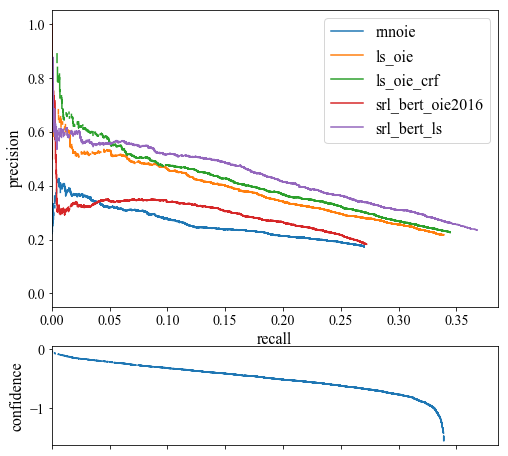 1.0
0.8
0.6
0.4
0.2
0.0
precision
rnnoie
ls_oie
ls_oie_crf
srl_bert_oie2016
srl_bert_ls
0.00 0.05 0.10 0.15 0.20 0.25 0.30 0.35
recall
0
−1
confidence